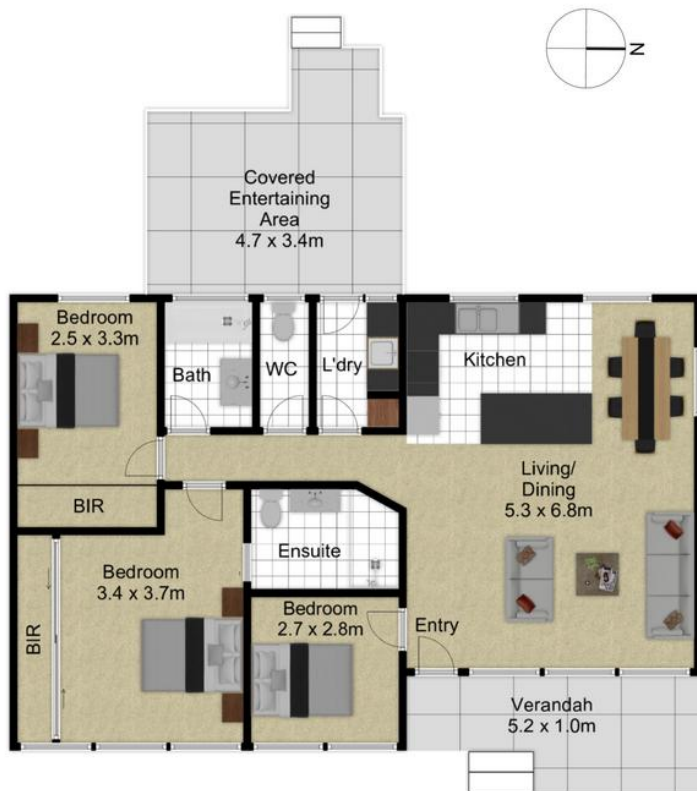 N
Covered
Entertaining
Area
4.7 x 3.4m
Bedroom
2.5 x 3.3m
Bath
WC
L'dry
Kitchen
BIR
Living/
Dining
5.3 x 6.8m
Ensuite
Bedroom
3.4 x 3.7m
BIR
Bedroom
2.7 x 2.8m
Entry
Verandah
5.2 x 1.0m